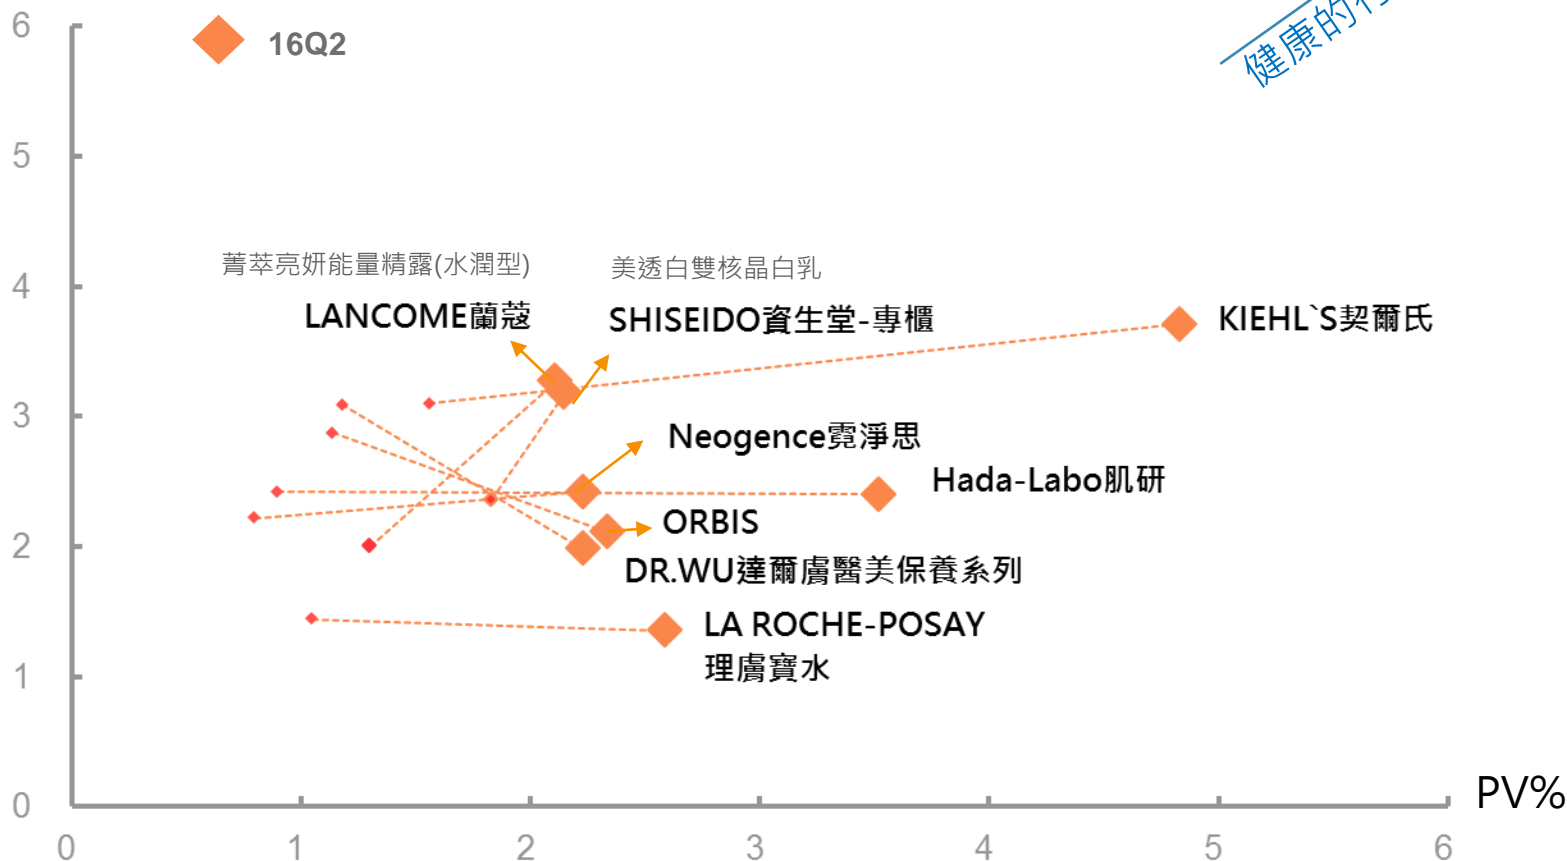 6
16Q2
健康的
5
菁萃亮妍能量精露(水潤型)
美透白雙核晶白乳
4
LANCOME蘭蔻
SHISEIDO資生堂-專櫃
KIEHL`S契爾氏
3
Neogence霓淨思
Hada-Labo肌研
ORBIS
2
DR.WU達爾膚醫美保養系列
LA ROCHE-POSAY
理膚寶水
1
0
PV%
0 1 2 3 4 5 6